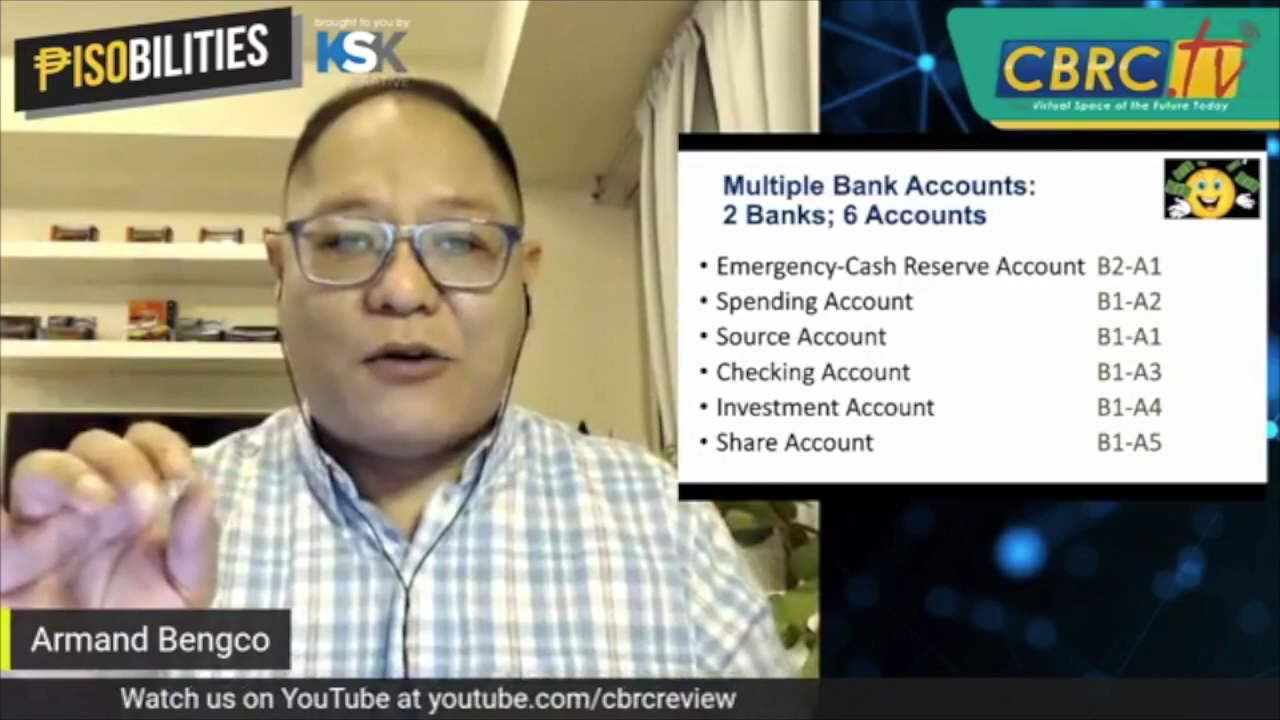 ₱ISOBILITIES
brought to you by
KSK
CBRC.tv
Virtual Space of the Future Today
Multiple Bank Accounts:
2 Banks; 6 Accounts
• Emergency-Cash Reserve Account B2-A1
• Spending Account B1-A2
• Source Account B1-A1
• Checking Account B1-A3
• Investment Account B1-A4
• Share Account B1-A5
Armand Bengco
Watch us on YouTube at youtube.com/cbrcreview